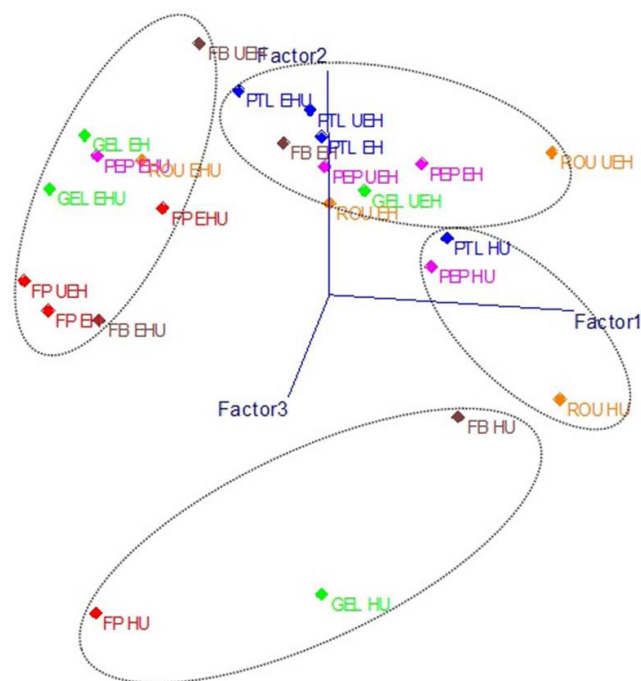 FB UEH
Factor2
PTL EHU
PTL UEH
GEL EH
PTL EH
FB EH
PEP EHU
ROU EHU
PEP UEH
PEP EH
ROU UEH
GEL EHU
GEL UEH
FP EHU
ROU EH
PTL HU
PEP HU
FP UEH
FP EH
FB EHU
Factor1
Factor3
ROU HU
FB HU
GEL HU
FP HU